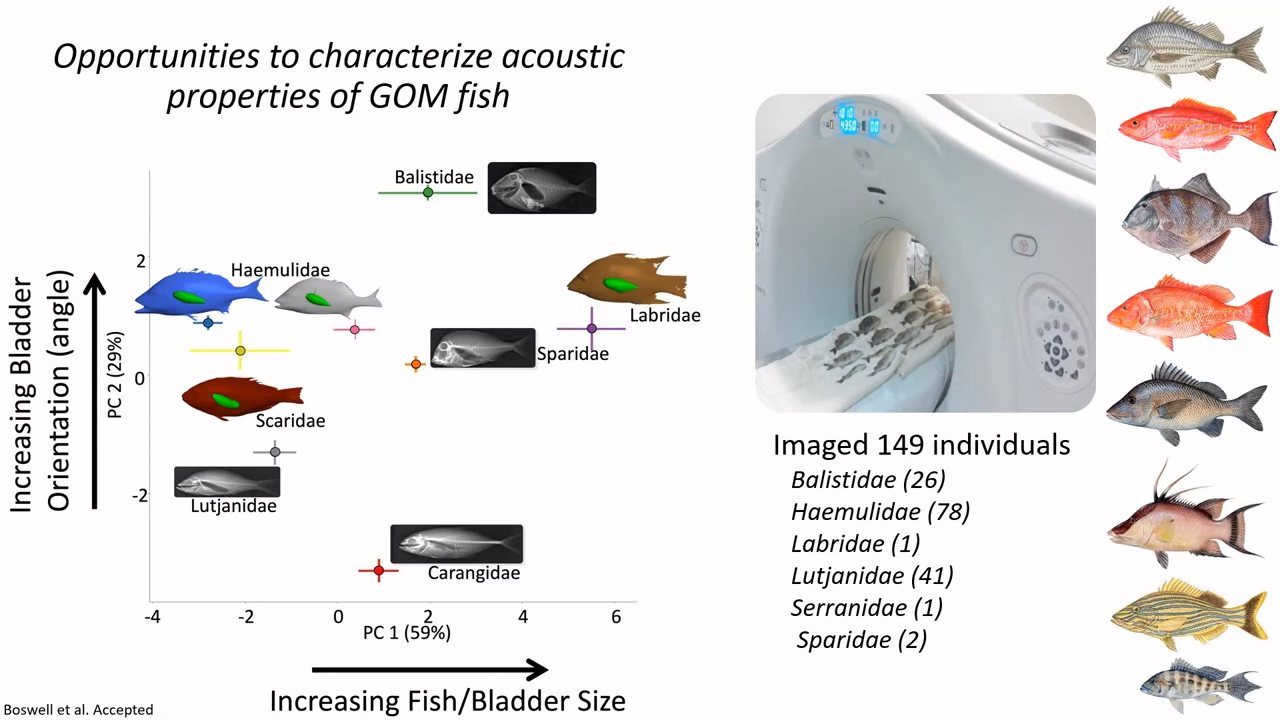 Opportunities to characterize acoustic
properties of GOM fish
Increasing Bladder
Orientation (angle)
PC 2 (29%)
2
0
-2
Balistidae
Haemulidae
Labridae
Sparidae
Scaridae
Lutjanidae
Carangidae
-4
-2
0
2
4
6
PC 1 (59%)
Increasing Fish/Bladder Size
Boswell et al. Accepted
Imaged 149 individuals
Balistidae (26)
Haemulidae (78)
Labridae (1)
Lutjanidae (41)
Serranidae (1)
Sparidae (2)